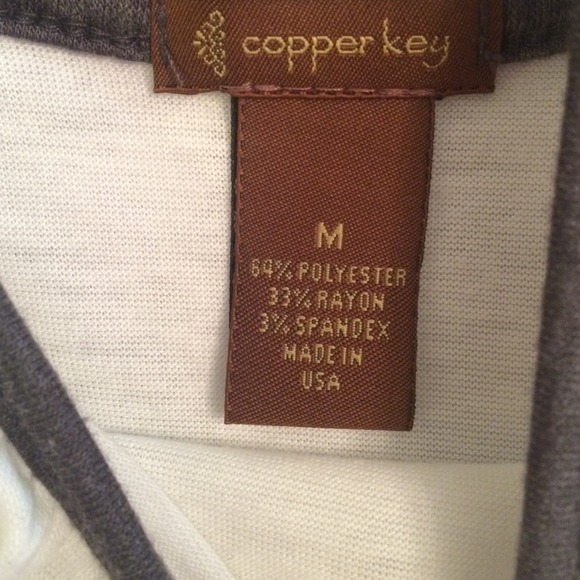 copper key
M
64% POLYESTER
33% RAYON
3% SPANDEX
MADE IN
USA